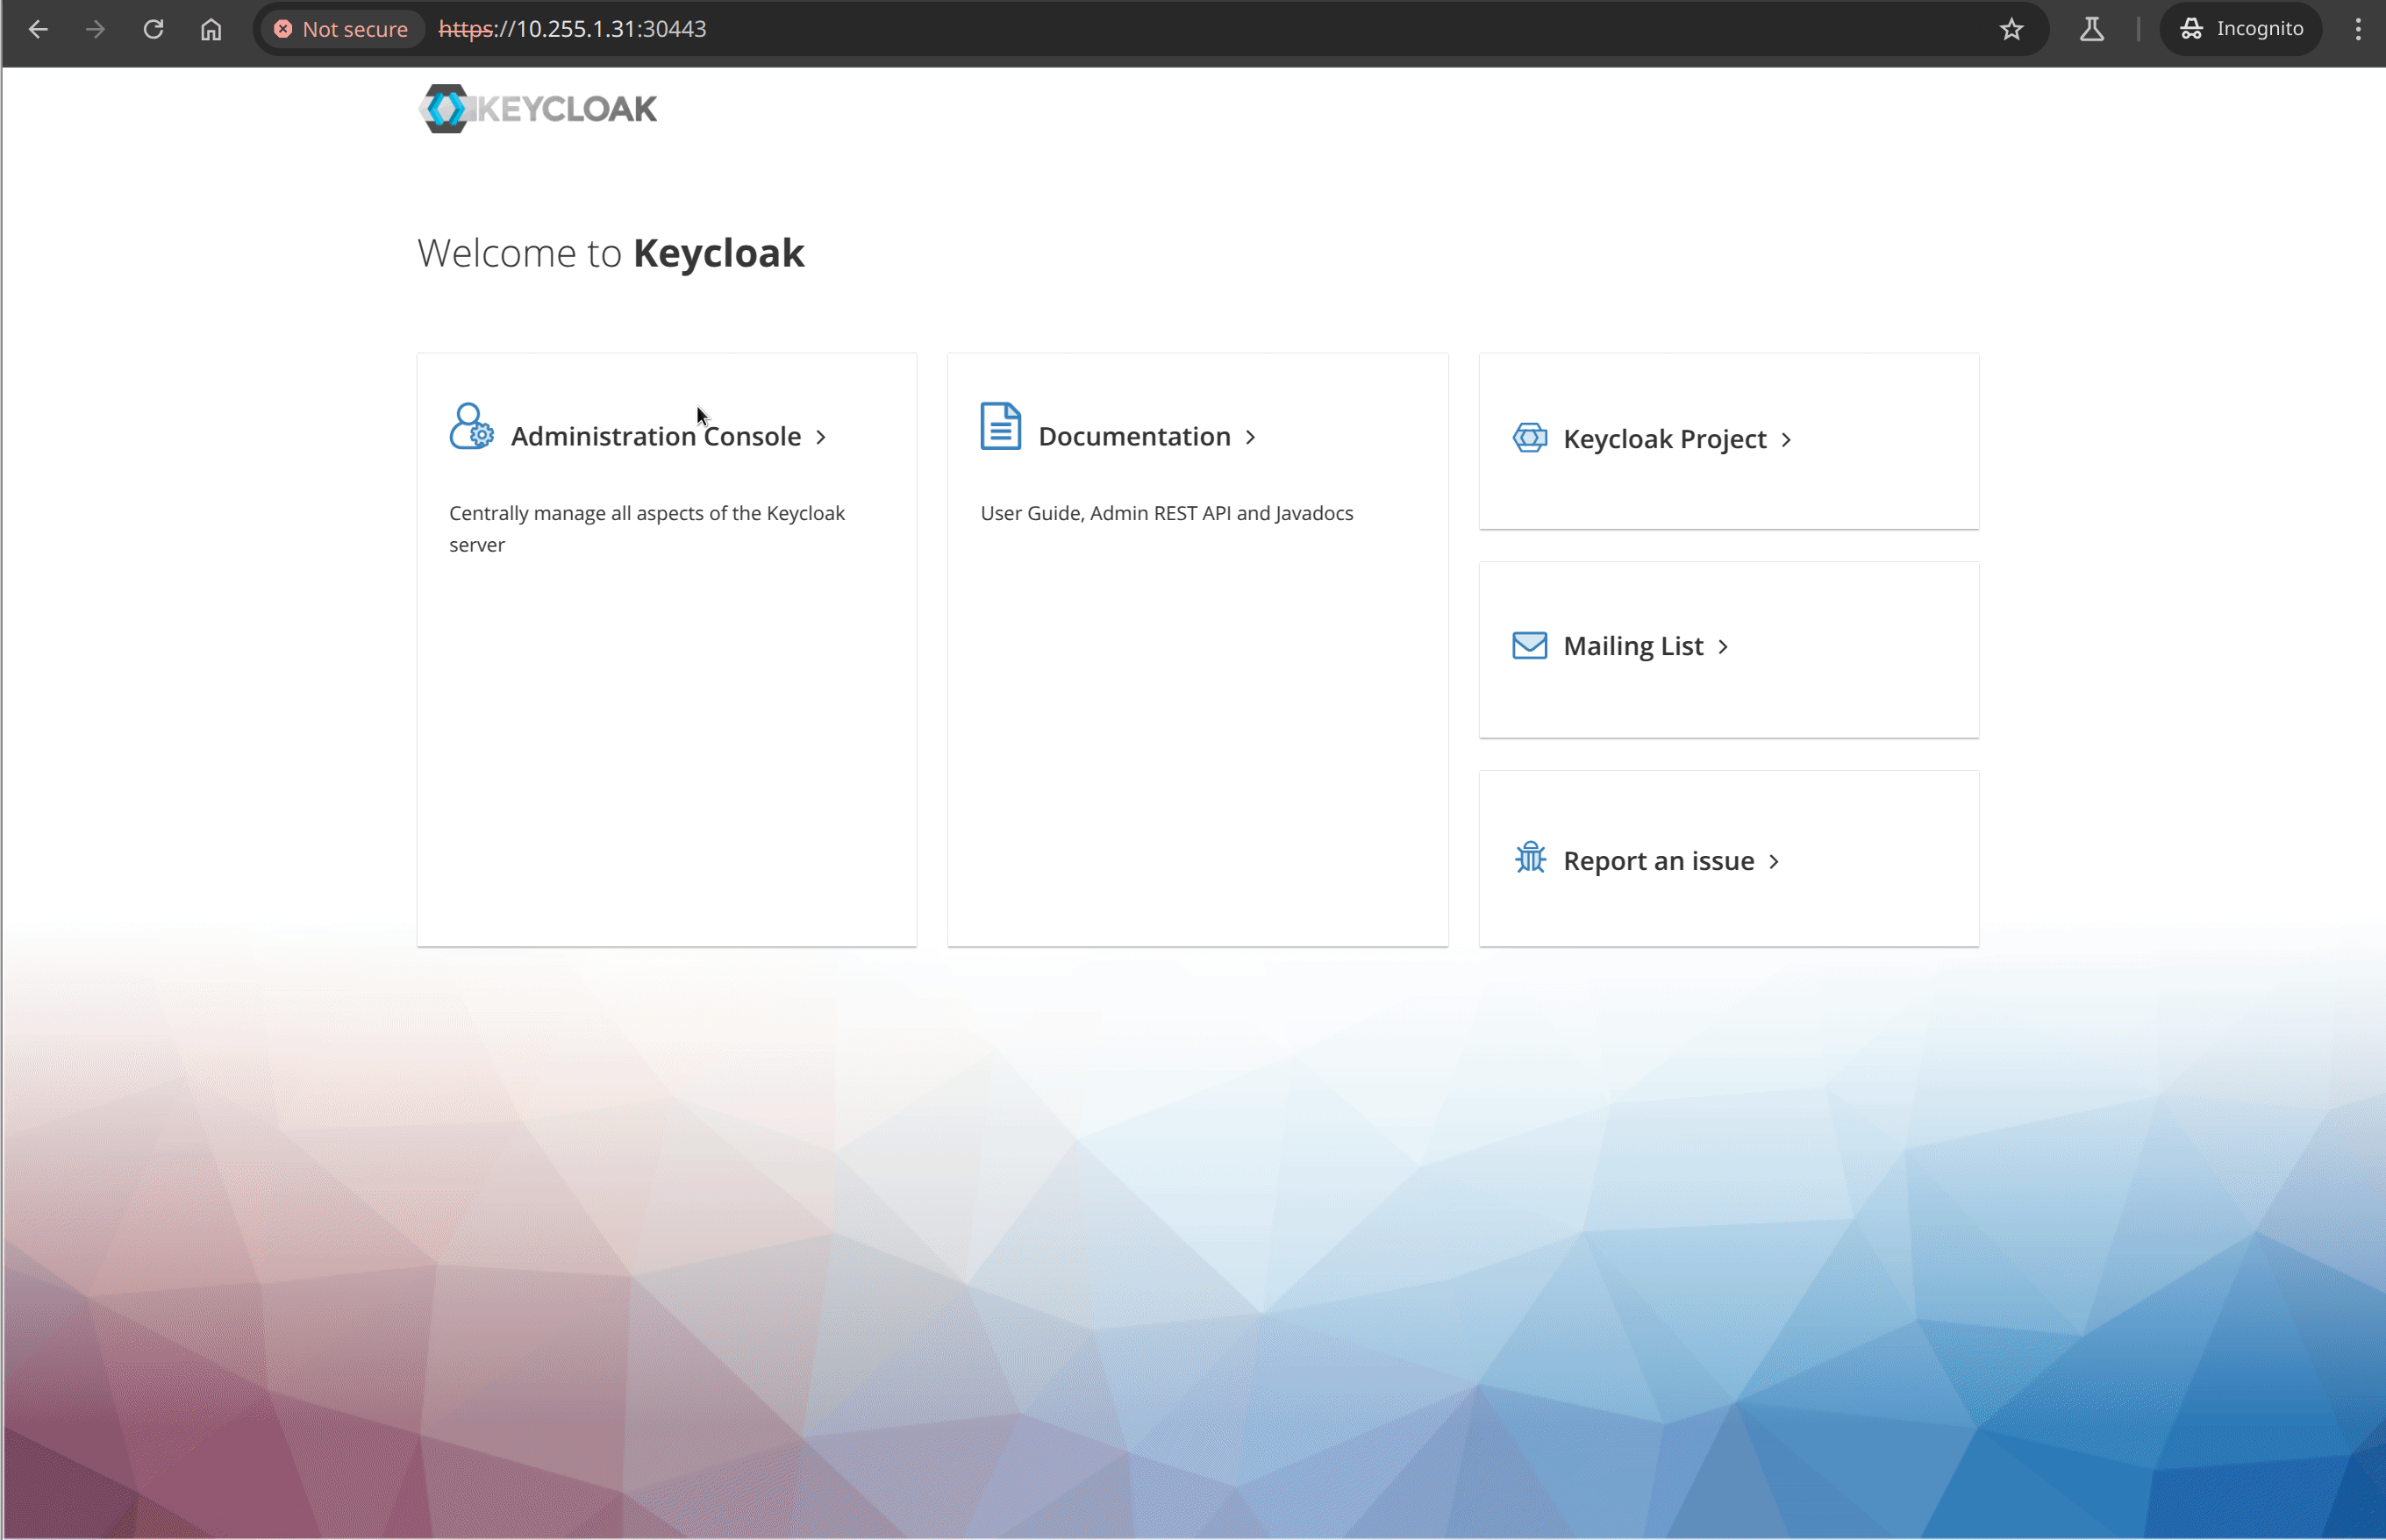 Not secure https://10.255.1.31:30443 Incognito
KEYCLOAK
Welcome to Keycloak
Administration Console
Centrally manage all aspects of the Keycloak
server
Documentation
User Guide, Admin REST API and Javadocs
Keycloak Project
Mailing List
Report an issue